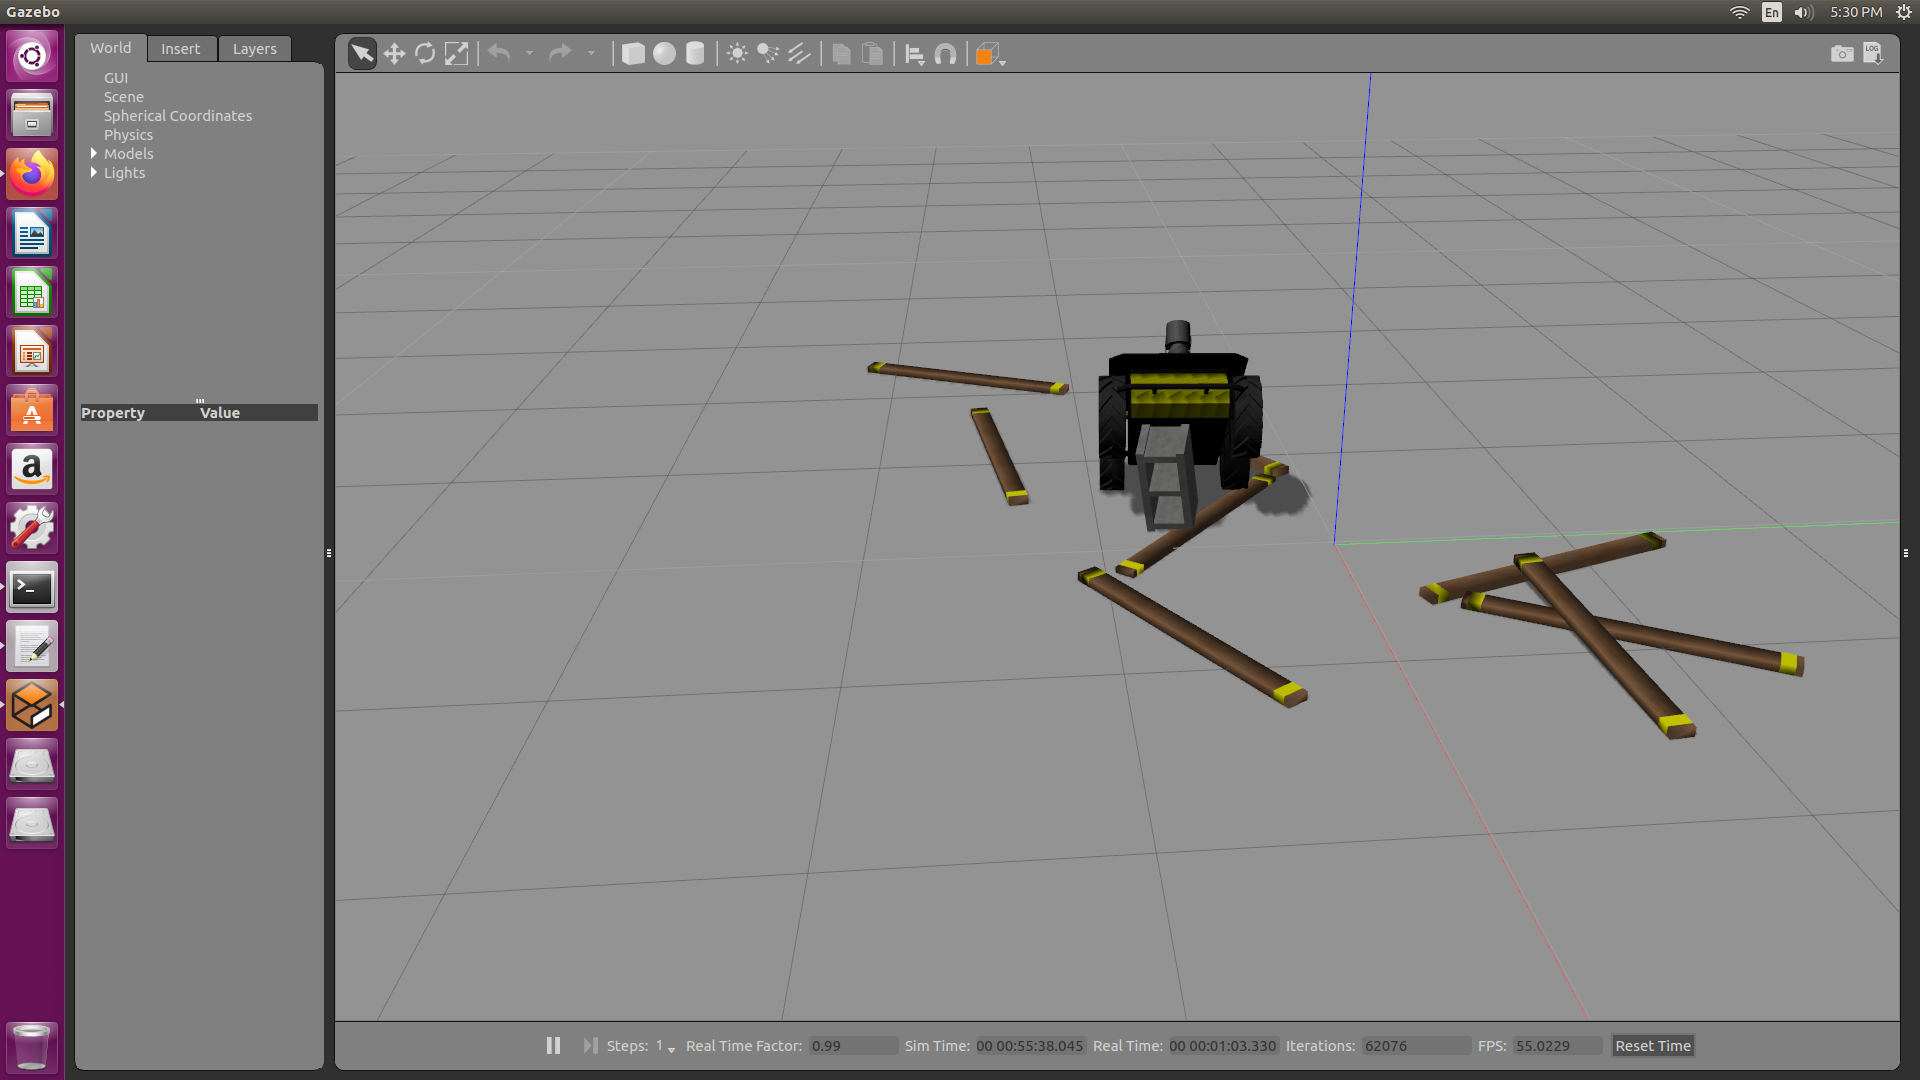 Gazebo
En
5:30 PM
World
Insert
Layers
LOG
GUI
Scene
Spherical Coordinates
Physics
Models
Lights
Property Value
Steps: 1 Real Time Factor: 0.99 Sim Time: 00 00:55:38.045 Real Time: 00 00:01:03.330 Iterations: 62076 FPS: 55.0229 Reset Time